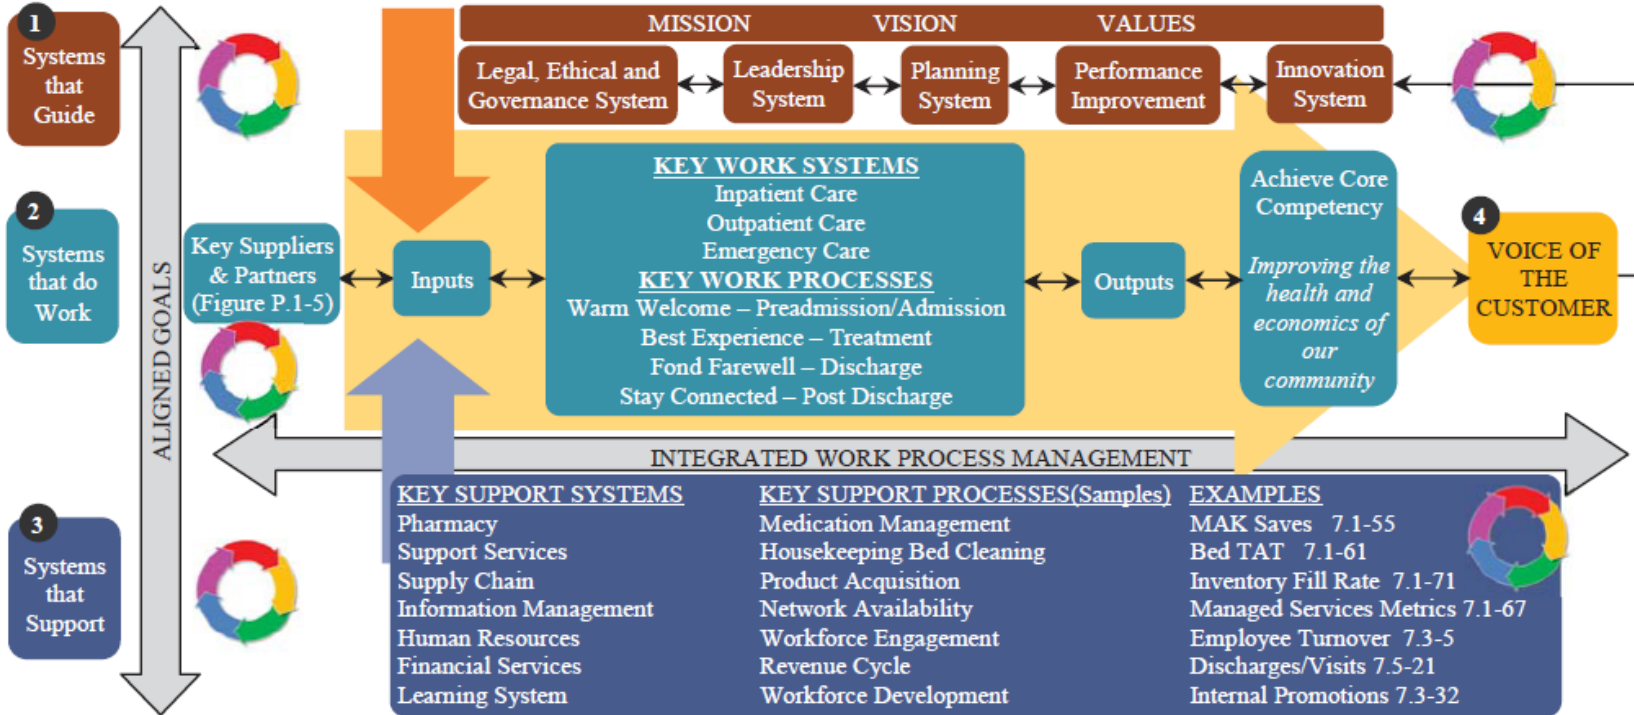 1
Systems
that
Guide
MISSION VISION VALUES
Legal, Ethical and
Governance System
Leadership
System
Planning
System
Performance
Improvement
Innovation
System
2
Systems
that do
Work
ALIGNED GOALS
Key Suppliers
& Partners
(Figure P.1-5)
Inputs
KEY WORK SYSTEMS
Inpatient Care
Outpatient Care
Emergency Care
KEY WORK PROCESSES
Warm Welcome – Preadmission/Admission
Best Experience – Treatment
Fond Farewell – Discharge
Stay Connected – Post Discharge
Outputs
Achieve Core
Competency
Improving the
health and
economics of
our
community
4
VOICE OF
THE
CUSTOMER
INTEGRATED WORK PROCESS MANAGEMENT
3
Systems
that
Support
KEY SUPPORT SYSTEMS
Pharmacy
Support Services
Supply Chain
Information Management
Human Resources
Financial Services
Learning System
KEY SUPPORT PROCESSES(Samples)
Medication Management
Housekeeping Bed Cleaning
Product Acquisition
Network Availability
Workforce Engagement
Revenue Cycle
Workforce Development
EXAMPLES
MAK Saves 7.1-55
Bed TAT 7.1-61
Inventory Fill Rate 7.1-71
Managed Services Metrics 7.1-67
Employee Turnover 7.3-5
Discharges/Visits 7.5-21
Internal Promotions 7.3-32